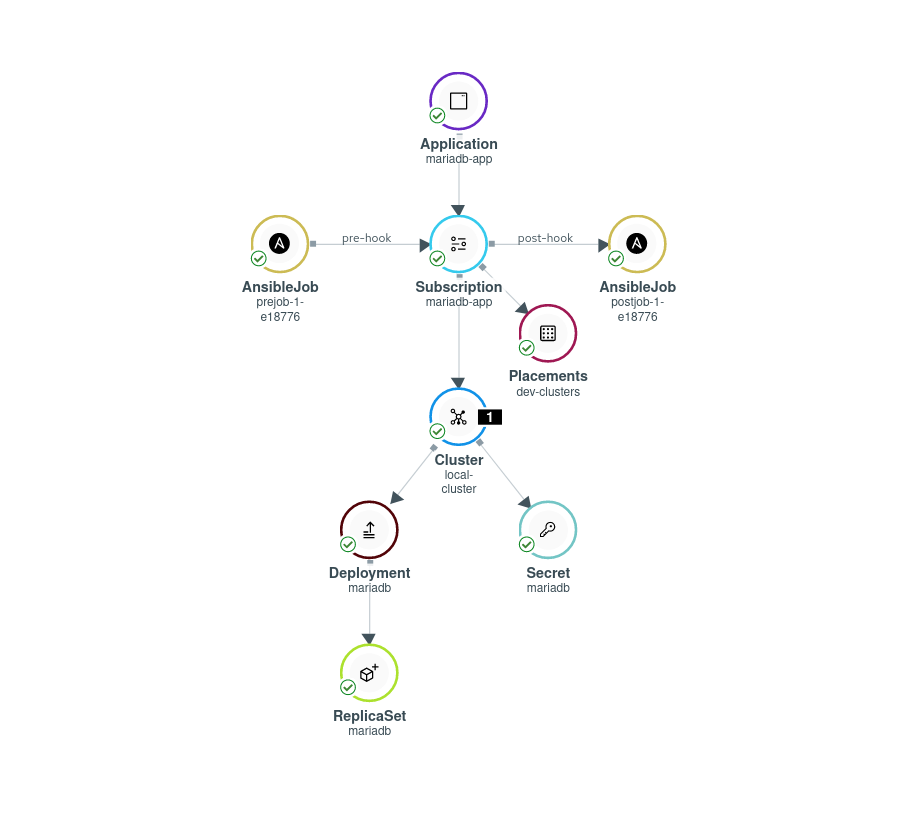 Application
mariadb-app
pre-hook
post-hook
AnsibleJob
prejob-1-
e18776
Subscription
mariadb-app
AnsibleJob
postjob-1-
e18776
Placements
dev-clusters
1
Cluster
local-
cluster
Deployment
mariadb
Secret
mariadb
ReplicaSet
mariadb